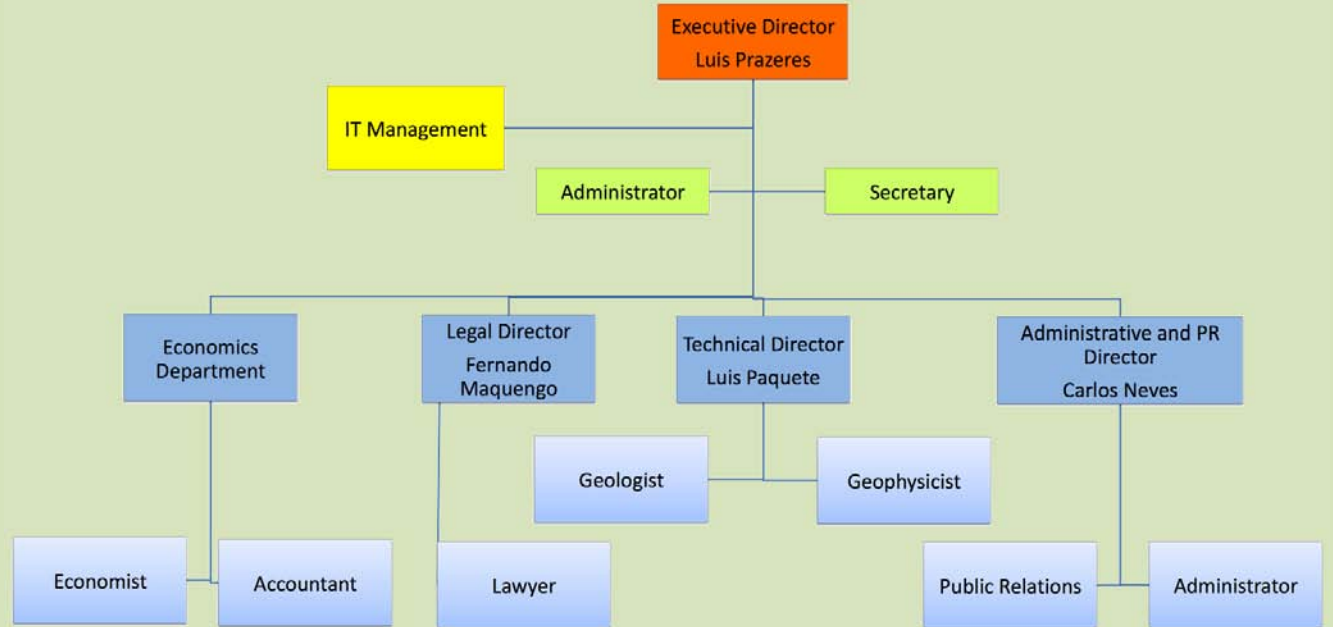 Executive Director
Luis Prazeres
IT Management
Administrator
Secretary
Economics
Department
Legal Director
Fernando
Maquengo
Technical Director
Luis Paquete
Administrative and PR
Director
Carlos Neves
Geologist
Geophysicist
Economist
Accountant
Lawyer
Public Relations
Administrator